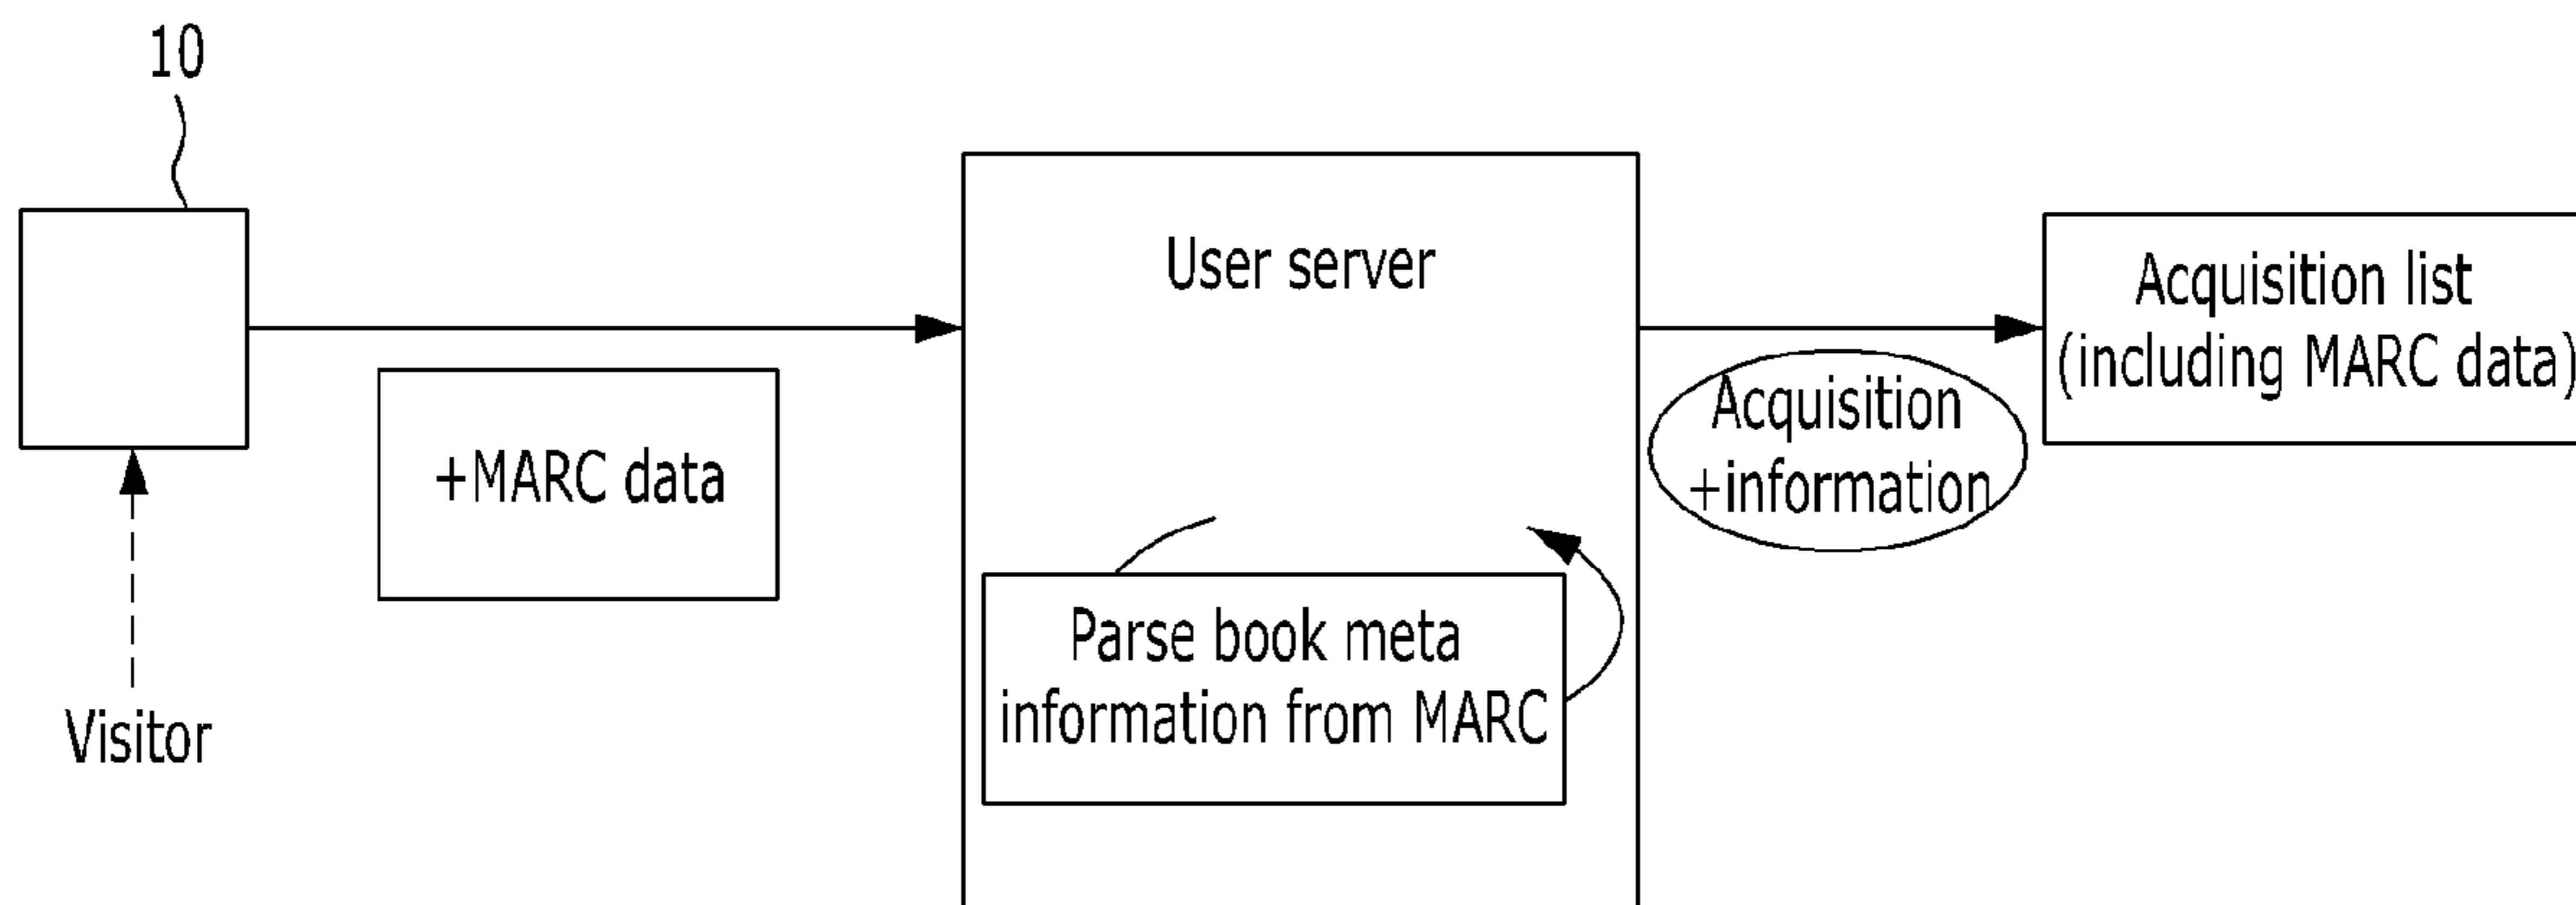 10
User server
Acquisition list
(including MARC data)
Acquisition
+information
+MARC data
Parse book meta
information from MARC
Visitor